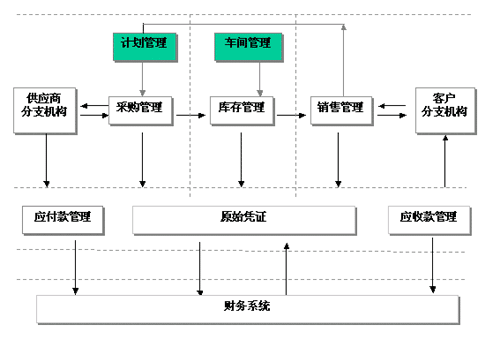 计划管理
车间管理
供应商
分支机构
采购管理
库存管理
销售管理
客户
分支机构
应付款管理
原始凭证
应收款管理
财务系统